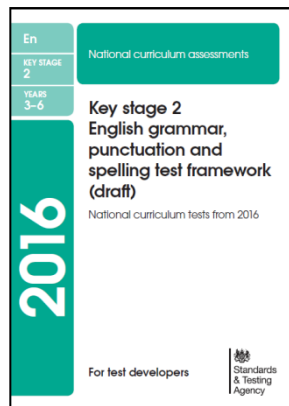 En
KEY STAGE
2
YEARS
3–6
2016
National curriculum assessments
Key stage 2
English grammar,
punctuation and
spelling test framework
(draft)
National curriculum tests from 2016
For test developers
Standards
& Testing
Agency